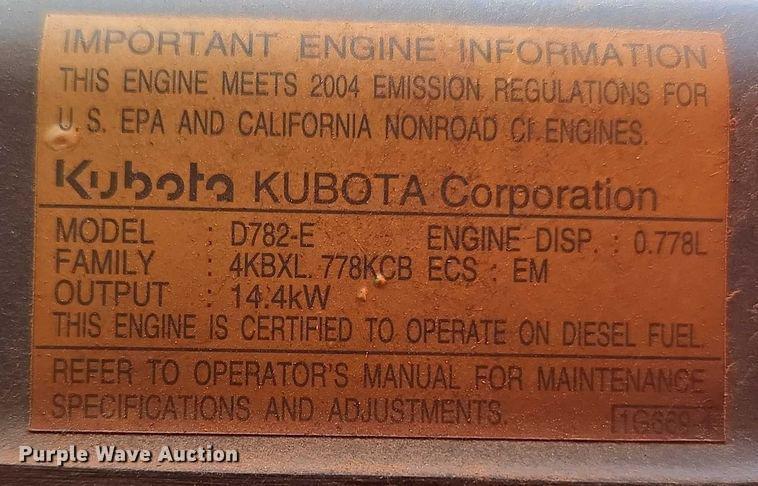 IMPORTANT ENGINE INFORMATION
THIS ENGINE MEETS 2004 EMISSION REGULATIONS FOR
U.S. EPA AND CALIFORNIA NONROAD CI ENGINES.
Kubota KUBOTA Corporation
MODEL : D782-E ENGINE DISP. : 0.778L
FAMILY : 4KBXL.778KCB ECS : EM
OUTPUT : 14.4kW
THIS ENGINE IS CERTIFIED TO OPERATE ON DIESEL FUEL.
REFER TO OPERATOR'S MANUAL FOR MAINTENANCE
SPECIFICATIONS AND ADJUSTMENTS.
Purple Wave Auction